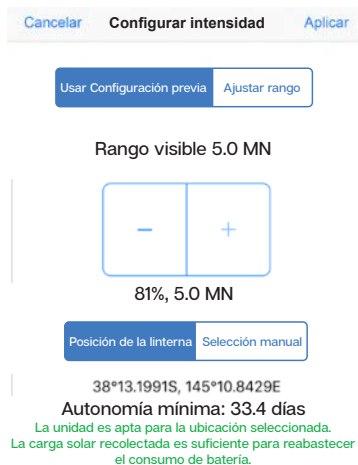 Cancelar Configurar intensidad Aplicar
Usar Configuración previa Ajustar rango
Rango visible 5.0 MN
− +
81%, 5.0 MN
Posición de la linterna Selección manual
38°13.1991S, 145°10.8429E
Autonomía mínima: 33.4 días
La unidad es apta para la ubicación seleccionada.
La carga solar recolectada es suficiente para reabastecer
el consumo de batería.